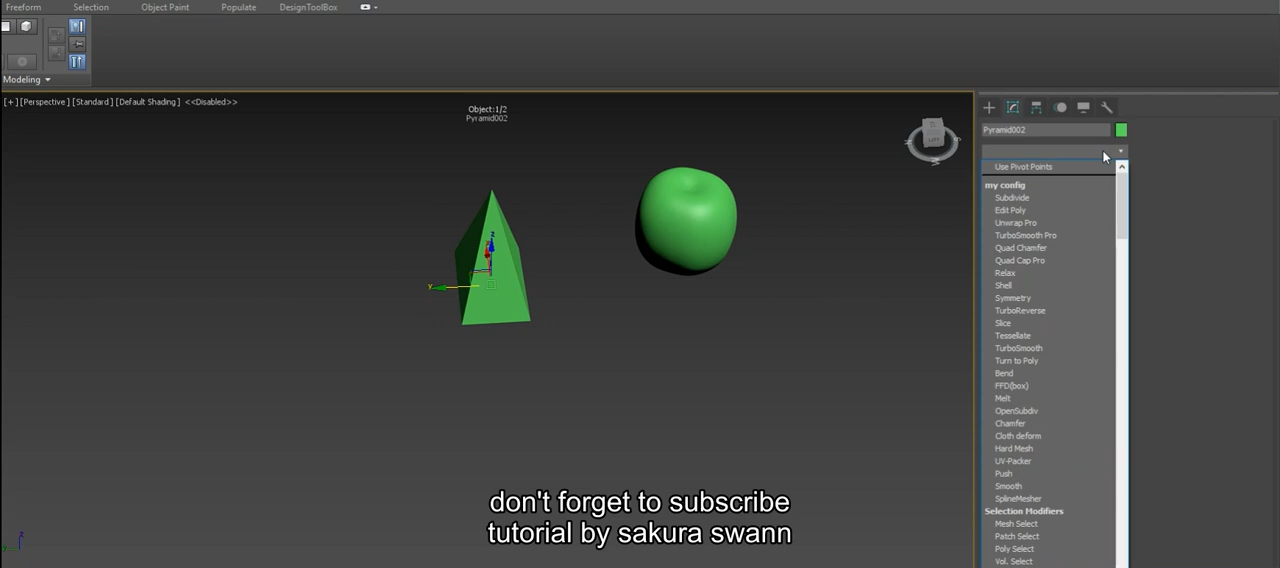 Freeform Selection Object Paint Populate DesignToolBox
Modeling
[+][Perspective][Standard][Default Shading] <<Disabled>>
Object:1/2
Pyramid002
Pyramid002
Use Pivot Points
my config
Subdivide
Edit Poly
Unwrap Pro
TurboSmooth Pro
Quad Chamfer
Quad Cap Pro
Relax
Shell
Symmetry
TurboReverse
Slice
Tessellate
TurboSmooth
Turn to Poly
Bend
FFD(box)
Melt
OpenSubdiv
Chamfer
Cloth deform
Hard Mesh
UV-Packer
Push
Smooth
SplineMesher
Selection Modifiers
Mesh Select
Patch Select
Poly Select
Vol. Select
z
y
z
don't forget to subscribe
tutorial by sakura swann